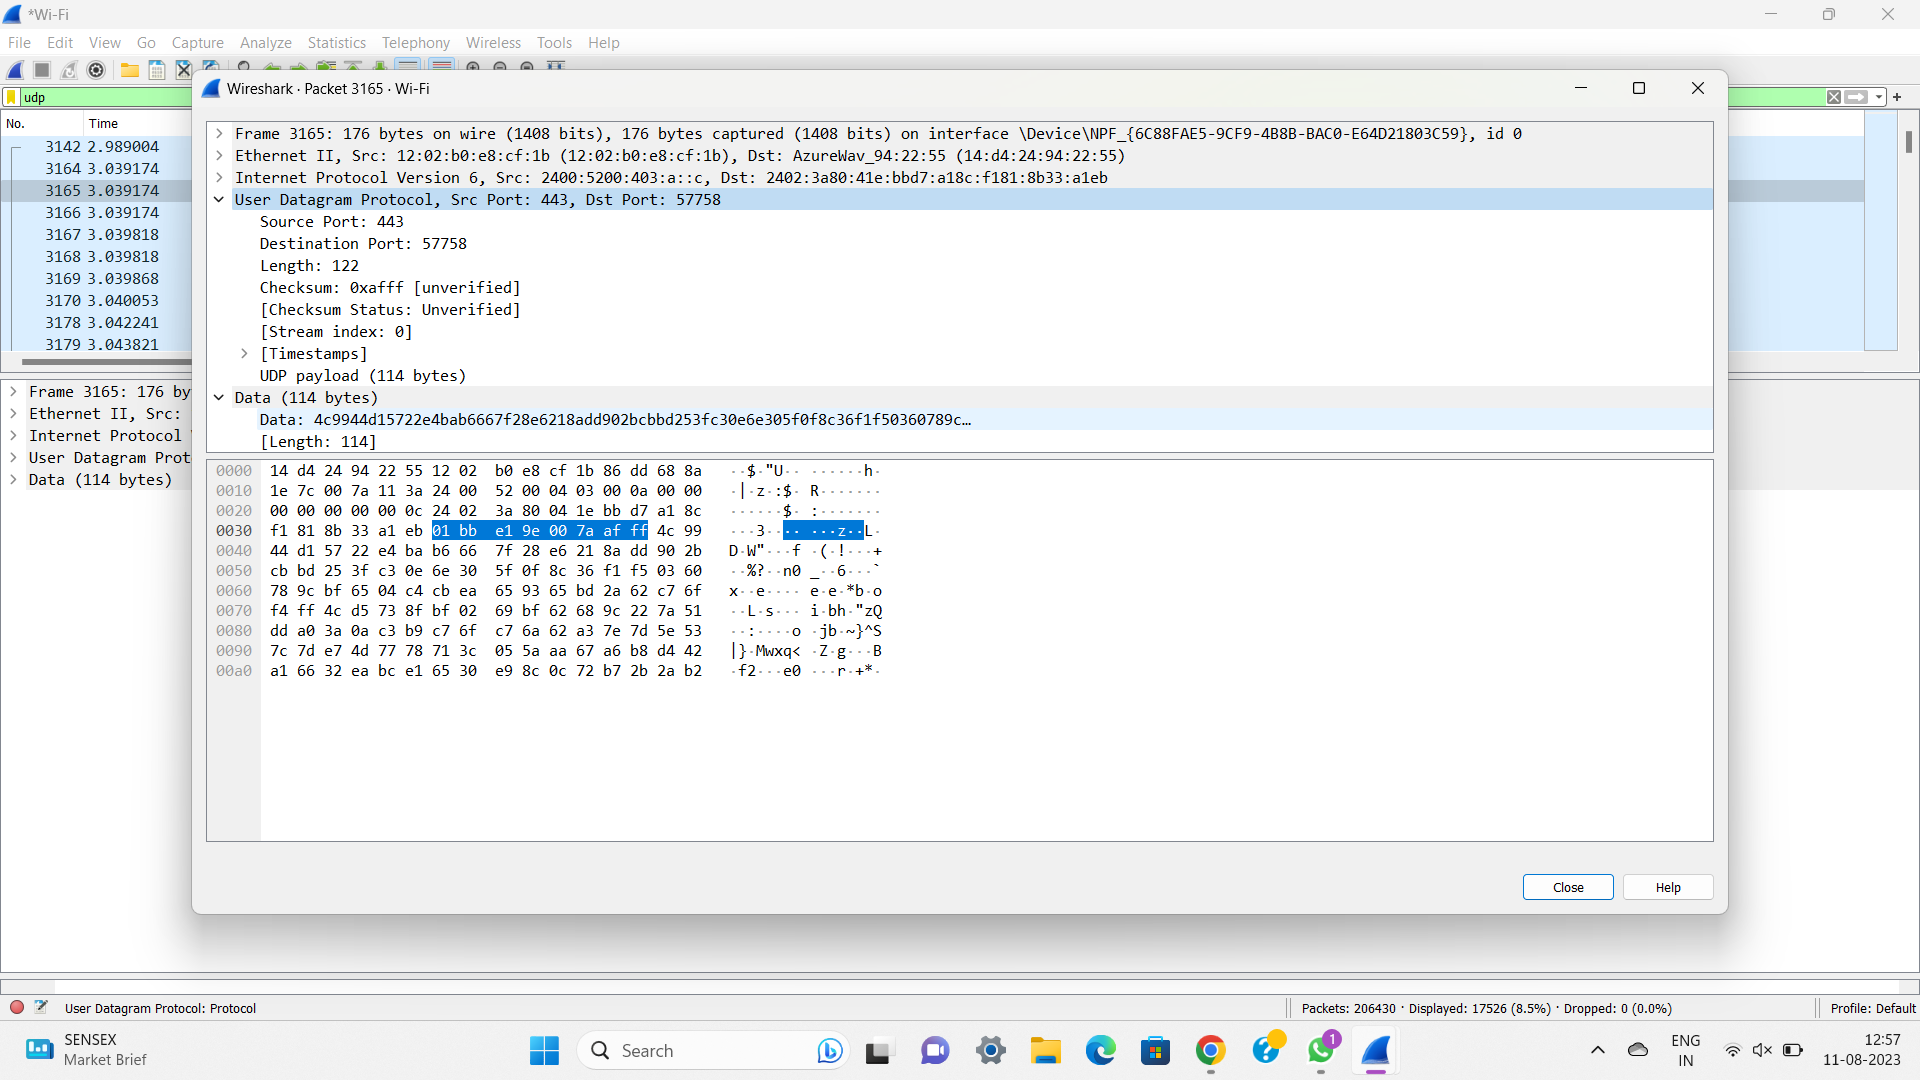 *Wi-Fi
File Edit View Go Capture Analyze Statistics Telephony Wireless Tools Help
udp
No. Time
3142 2.989004
3164 3.039174
3165 3.039174
3166 3.039174
3167 3.039818
3168 3.039818
3169 3.039868
3170 3.040053
3178 3.042241
3179 3.043821
Frame 3165: 176 by
Ethernet II, Src:
Internet Protocol
User Datagram Prot
Data (114 bytes)
Wireshark · Packet 3165 · Wi-Fi
Frame 3165: 176 bytes on wire (1408 bits), 176 bytes captured (1408 bits) on interface \Device\NPF_{6C88FAE5-9CF9-4B8B-BAC0-E64D21803C59}, id 0
Ethernet II, Src: 12:02:b0:e8:cf:1b (12:02:b0:e8:cf:1b), Dst: AzureWav_94:22:55 (14:d4:24:94:22:55)
Internet Protocol Version 6, Src: 2400:5200:403:a::c, Dst: 2402:3a80:41e:bbd7:a18c:f181:8b33:a1eb
User Datagram Protocol, Src Port: 443, Dst Port: 57758
Source Port: 443
Destination Port: 57758
Length: 122
Checksum: 0xafff [unverified]
[Checksum Status: Unverified]
[Stream index: 0]
[Timestamps]
UDP payload (114 bytes)
Data (114 bytes)
Data: 4c9944d15722e4bab6667f28e6218add902bcbbd253fc30e6e305f0f8c36f1f50360789c…
[Length: 114]
0000 14 d4 24 94 22 55 12 02 b0 e8 cf 1b 86 dd 68 8a ··$·"U·· ······h·
0010 1e 7c 00 7a 11 3a 24 00 52 00 04 03 00 0a 00 00 ·|·z·:$· R·······
0020 00 00 00 00 00 0c 24 02 3a 80 04 1e bb d7 a1 8c ······$· :·······
0030 f1 81 8b 33 a1 eb 01 bb e1 9e 00 7a af ff 4c 99 ···3···· ···z··L·
0040 44 d1 57 22 e4 ba b6 66 7f 28 e6 21 8a dd 90 2b D·W"···f ·(·!···+
0050 cb bd 25 3f c3 0e 6e 30 5f 0f 8c 36 f1 f5 03 60 ··%?··n0 _··6···`
0060 78 9c bf 65 04 c4 cb ea 65 93 65 bd 2a 62 c7 6f x··e···· e·e·*b·o
0070 f4 ff 4c d5 73 8f bf 02 69 bf 62 68 9c 22 7a 51 ··L·s··· i·bh·"zQ
0080 dd a0 3a 0a c3 b9 c7 6f c7 6a 62 a3 7e 7d 5e 53 ··:····o ·jb·~}^S
0090 7c 7d e7 4d 77 78 71 3c 05 5a aa 67 a6 b8 d4 42 |}·Mwxq< ·Z·g···B
00a0 a1 66 32 ea bc e1 65 30 e9 8c 0c 72 b7 2b 2a b2 ·f2···e0 ···r·+*·
Close Help
User Datagram Protocol: Protocol
Packets: 206430 · Displayed: 17526 (8.5%) · Dropped: 0 (0.0%)
Profile: Default
SENSEX
Market Brief
Search
1
ENG
IN
12:57
11-08-2023